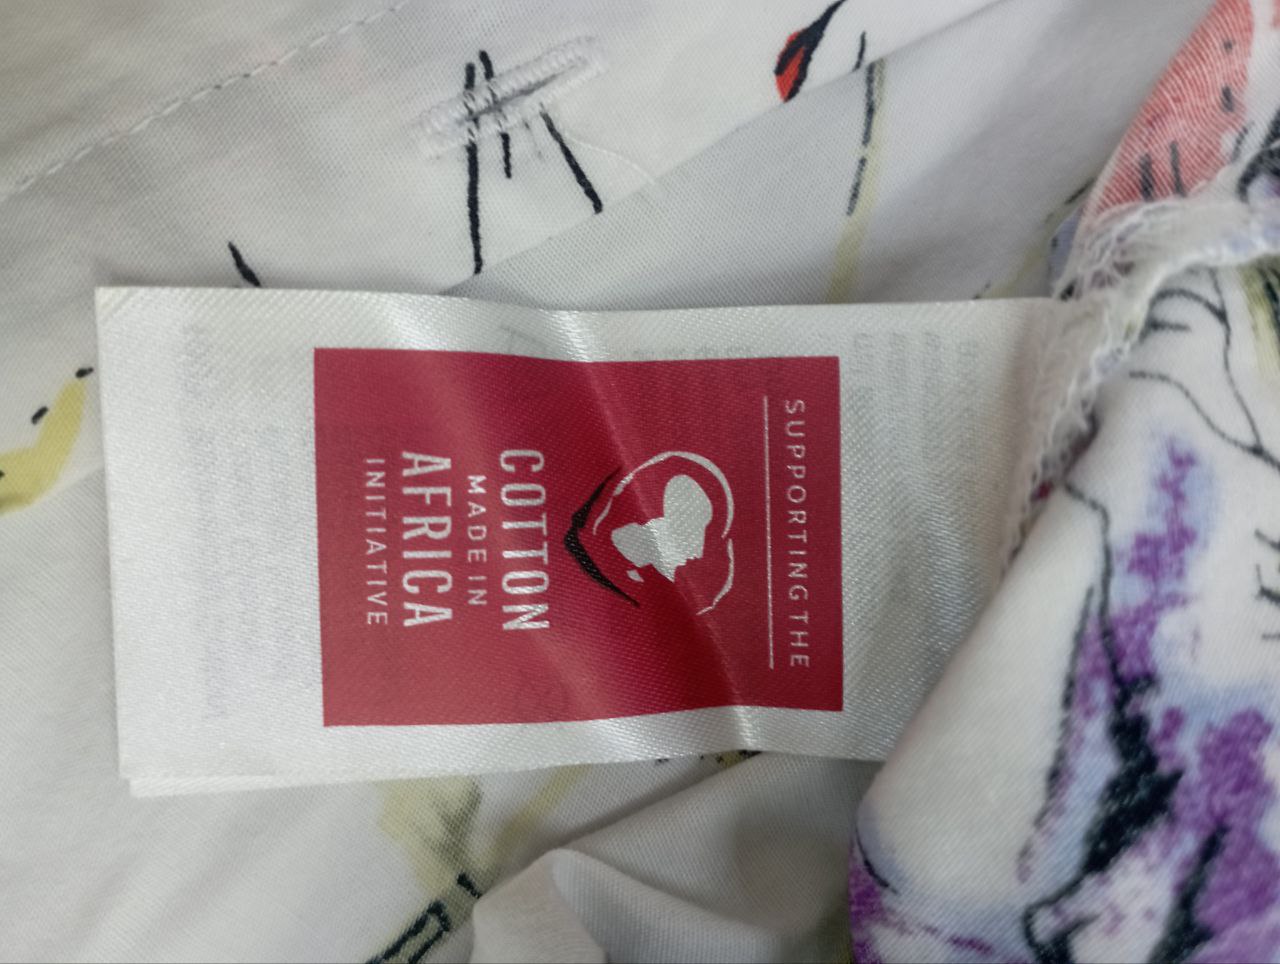 SUPPORTING THE
COTTON
MADE IN
AFRICA
INITIATIVE